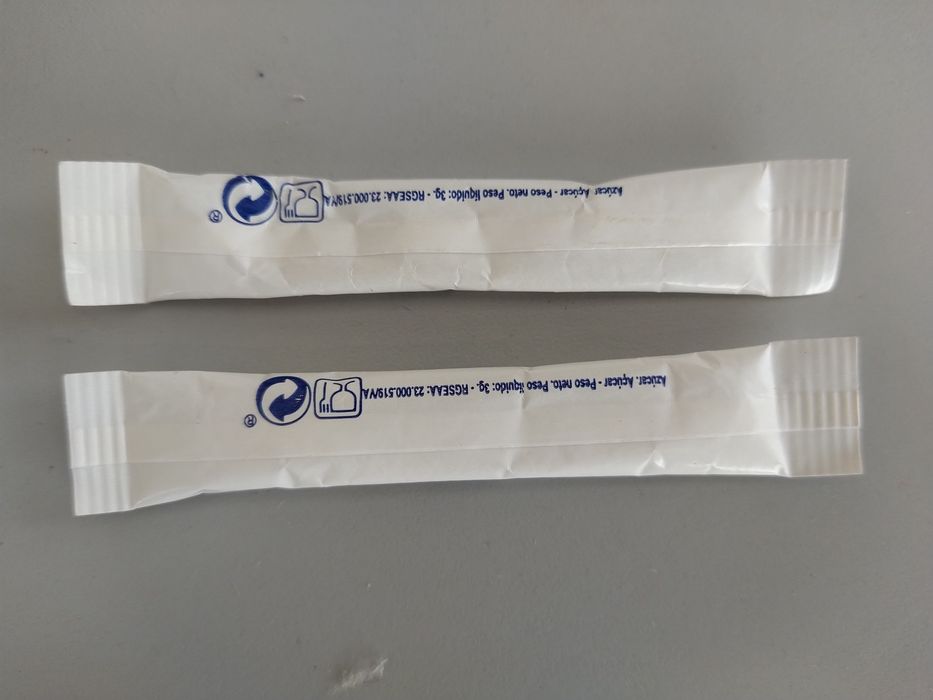 Azúcar. Açúcar - Peso neto. Peso líquido: 3g. - RGSEAA: 23.000.519/VA ®
Azúcar. Açúcar - Peso neto. Peso líquido: 3g. - RGSEAA: 23.000.519/VA ®